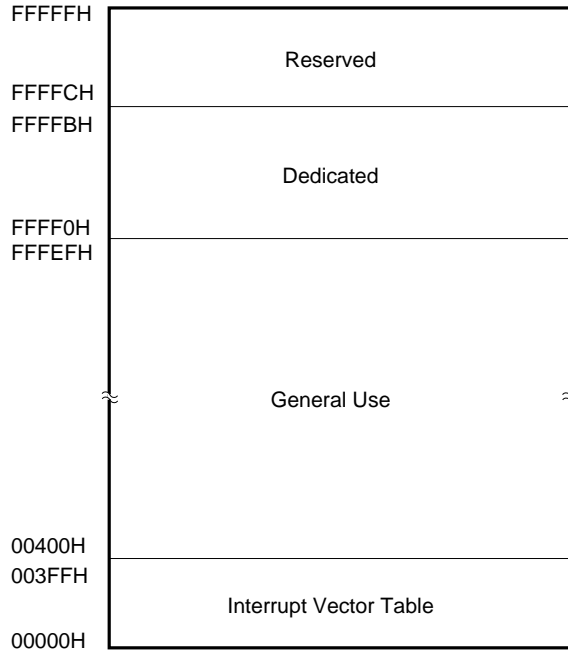 FFFFFH
Reserved
FFFFCH
FFFFBH
Dedicated
FFFF0H
FFFEFH
General Use
00400H
003FFH
Interrupt Vector Table
00000H